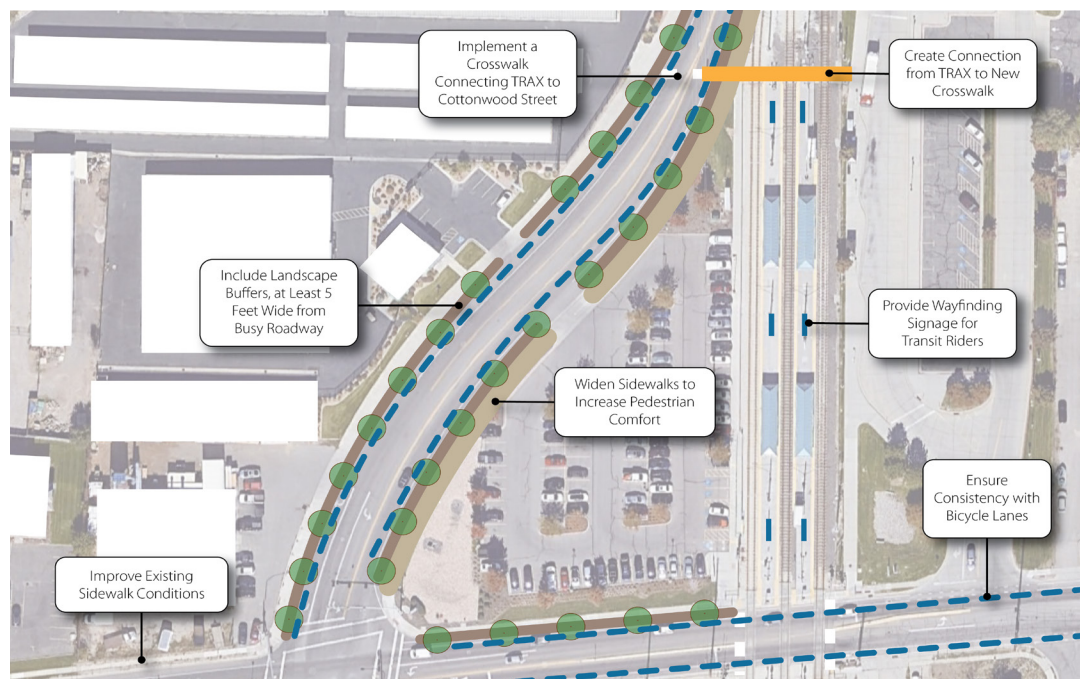 Implement a
Crosswalk
Connecting TRAX to
Cottonwood Street
Create Connection
from TRAX to New
Crosswalk
Include Landscape
Buffers, at Least 5
Feet Wide from
Busy Roadway
Provide Wayfinding
Signage for
Transit Riders
Widen Sidewalks to
Increase Pedestrian
Comfort
Ensure
Consistency with
Bicycle Lanes
Improve Existing
Sidewalk Conditions